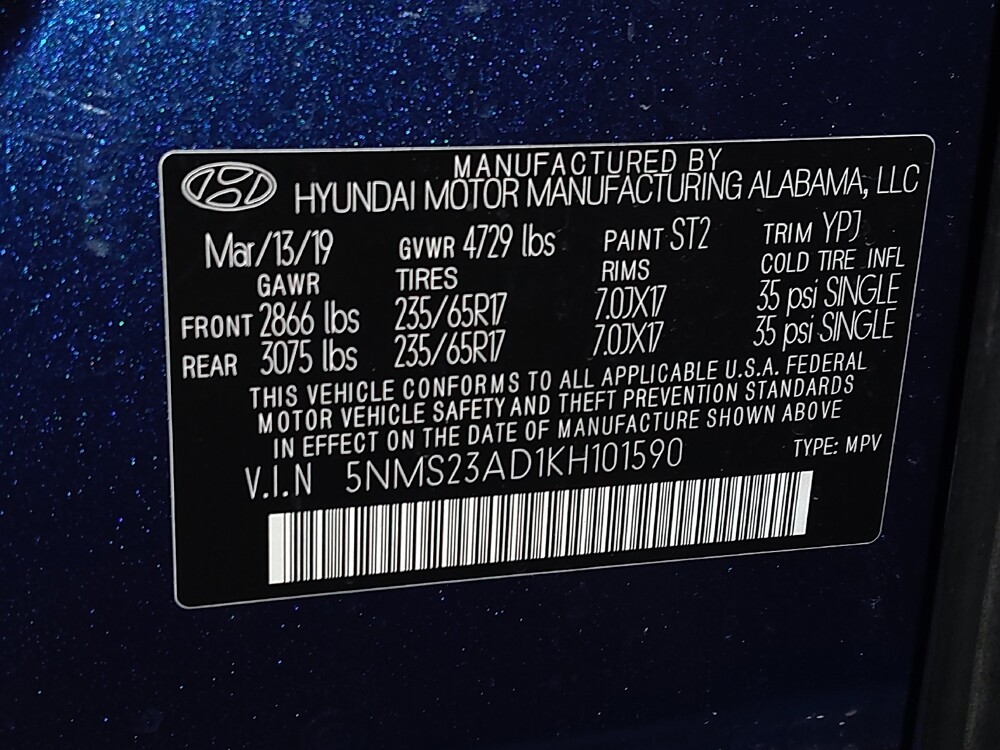 MANUFACTURED BY
HYUNDAI MOTOR MANUFACTURING ALABAMA, LLC
Mar/13/19 GVWR 4729 lbs PAINT ST2 TRIM YPJ
GAWR TIRES RIMS COLD TIRE INFL
FRONT 2866 lbs 235/65R17 7.0JX17 35 psi SINGLE
REAR 3075 lbs 235/65R17 7.0JX17 35 psi SINGLE
THIS VEHICLE CONFORMS TO ALL APPLICABLE U.S.A. FEDERAL
MOTOR VEHICLE SAFETY AND THEFT PREVENTION STANDARDS
IN EFFECT ON THE DATE OF MANUFACTURE SHOWN ABOVE
V.I.N 5NMS23AD1KH101590 TYPE: MPV